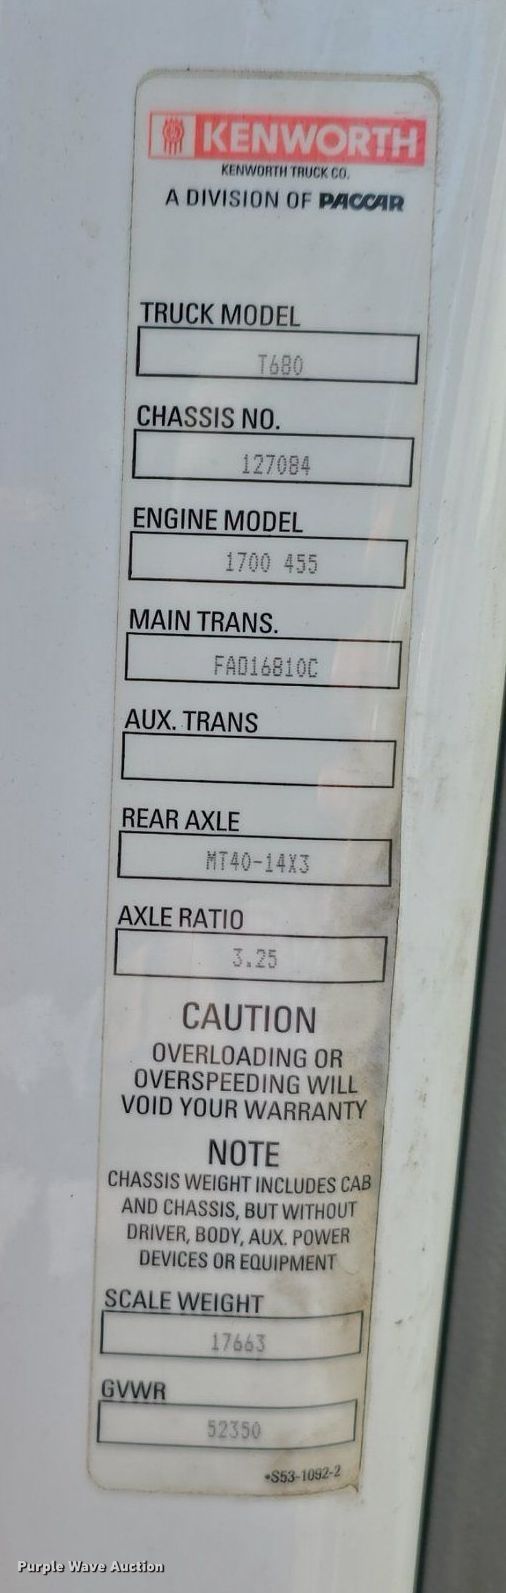 KENWORTH
KENWORTH TRUCK CO.
A DIVISION OF PACCAR
TRUCK MODEL
T680
CHASSIS NO.
127084
ENGINE MODEL
1700 455
MAIN TRANS.
FAD16810C
AUX. TRANS
REAR AXLE
MT40-14X3
AXLE RATIO
3.25
CAUTION
OVERLOADING OR
OVERSPEEDING WILL
VOID YOUR WARRANTY
NOTE
CHASSIS WEIGHT INCLUDES CAB
AND CHASSIS, BUT WITHOUT
DRIVER, BODY, AUX. POWER
DEVICES OR EQUIPMENT
SCALE WEIGHT
17663
GVWR
52350
•S53-1092-2
Purple Wave Auction